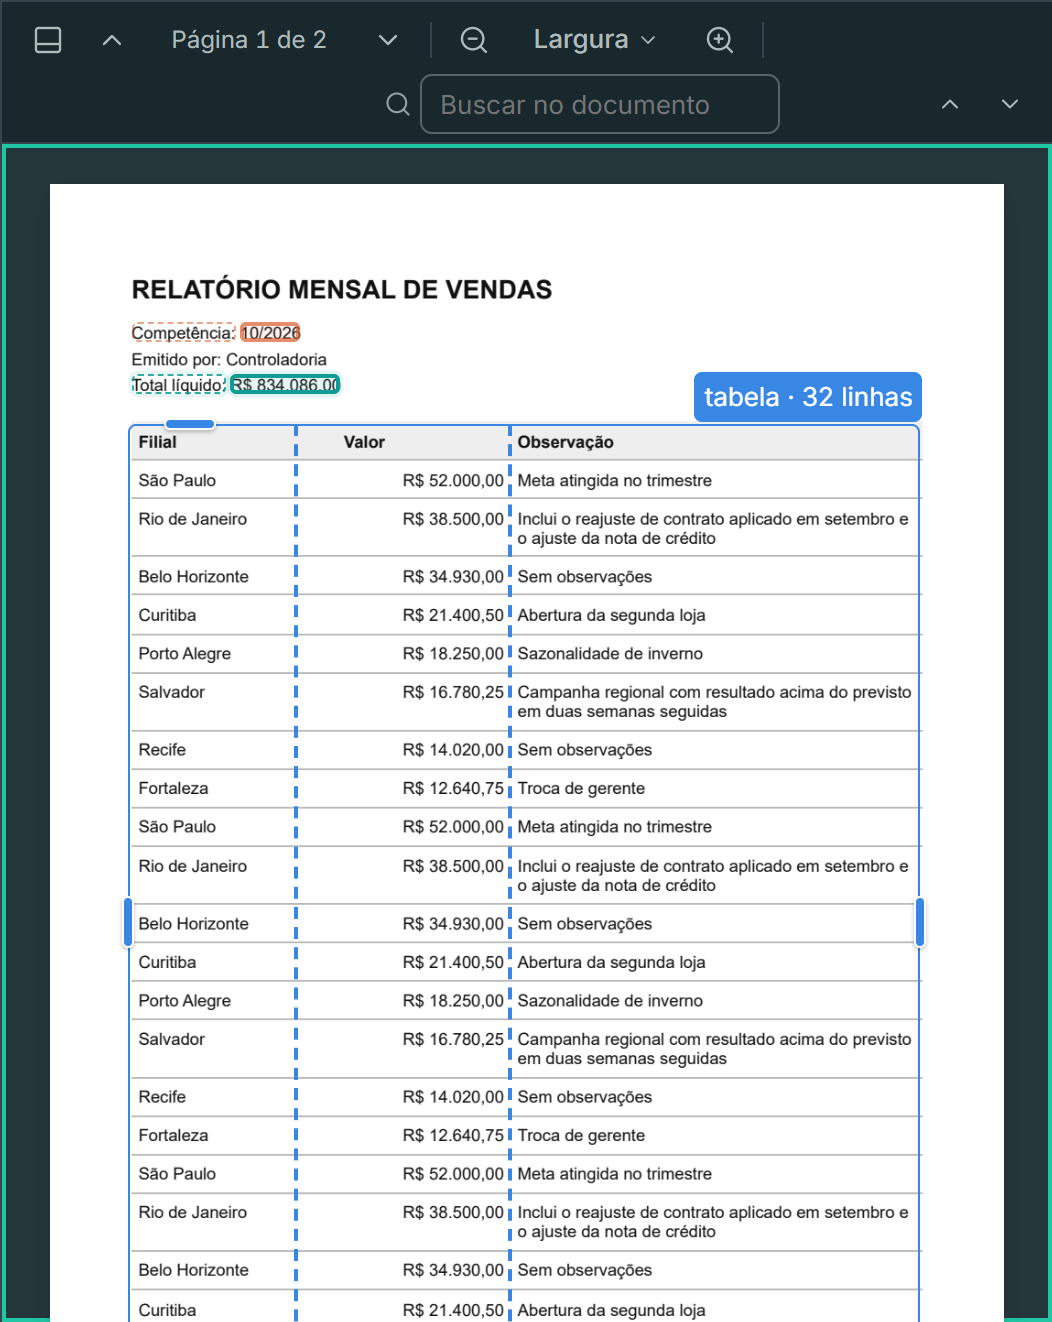 Página 1 de 2
Largura
Buscar no documento
RELATÓRIO MENSAL DE VENDAS
Competência: 10/2026
Emitido por: Controladoria
Total líquido: R$ 834.086,00
tabela · 32 linhas
Filial Valor Observação
São Paulo R$ 52.000,00 Meta atingida no trimestre
Rio de Janeiro R$ 38.500,00 Inclui o reajuste de contrato aplicado em setembro e
o ajuste da nota de crédito
Belo Horizonte R$ 34.930,00 Sem observações
Curitiba R$ 21.400,50 Abertura da segunda loja
Porto Alegre R$ 18.250,00 Sazonalidade de inverno
Salvador R$ 16.780,25 Campanha regional com resultado acima do previsto
em duas semanas seguidas
Recife R$ 14.020,00 Sem observações
Fortaleza R$ 12.640,75 Troca de gerente
São Paulo R$ 52.000,00 Meta atingida no trimestre
Rio de Janeiro R$ 38.500,00 Inclui o reajuste de contrato aplicado em setembro e
o ajuste da nota de crédito
Belo Horizonte R$ 34.930,00 Sem observações
Curitiba R$ 21.400,50 Abertura da segunda loja
Porto Alegre R$ 18.250,00 Sazonalidade de inverno
Salvador R$ 16.780,25 Campanha regional com resultado acima do previsto
em duas semanas seguidas
Recife R$ 14.020,00 Sem observações
Fortaleza R$ 12.640,75 Troca de gerente
São Paulo R$ 52.000,00 Meta atingida no trimestre
Rio de Janeiro R$ 38.500,00 Inclui o reajuste de contrato aplicado em setembro e
o ajuste da nota de crédito
Belo Horizonte R$ 34.930,00 Sem observações
Curitiba R$ 21.400,50 Abertura da segunda loja